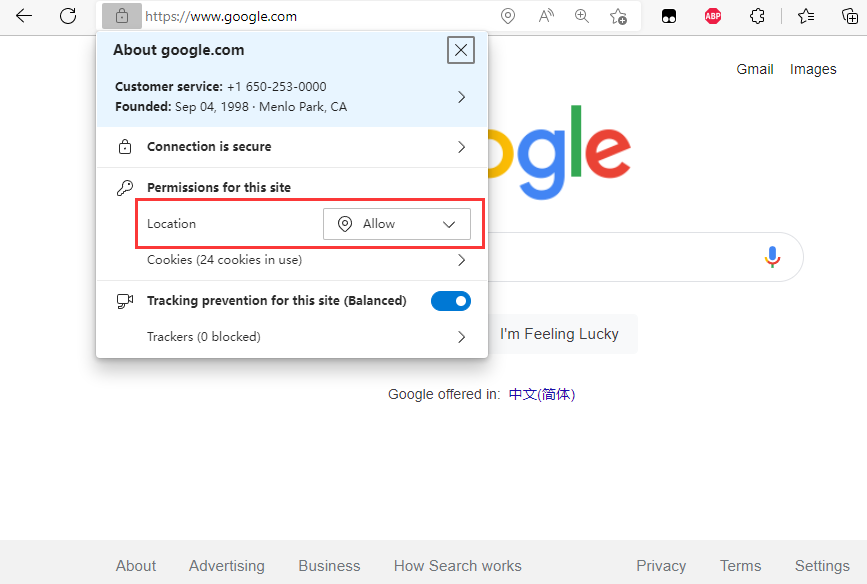 https://www.google.com
ABP
About google.com
Customer service: +1 650-253-0000
Founded: Sep 04, 1998 · Menlo Park, CA
Connection is secure
Permissions for this site
Location Allow
Cookies (24 cookies in use)
Tracking prevention for this site (Balanced)
Trackers (0 blocked)
Gmail Images
ogle
I'm Feeling Lucky
Google offered in: 中文(简体)
About Advertising Business How Search works Privacy Terms Settings